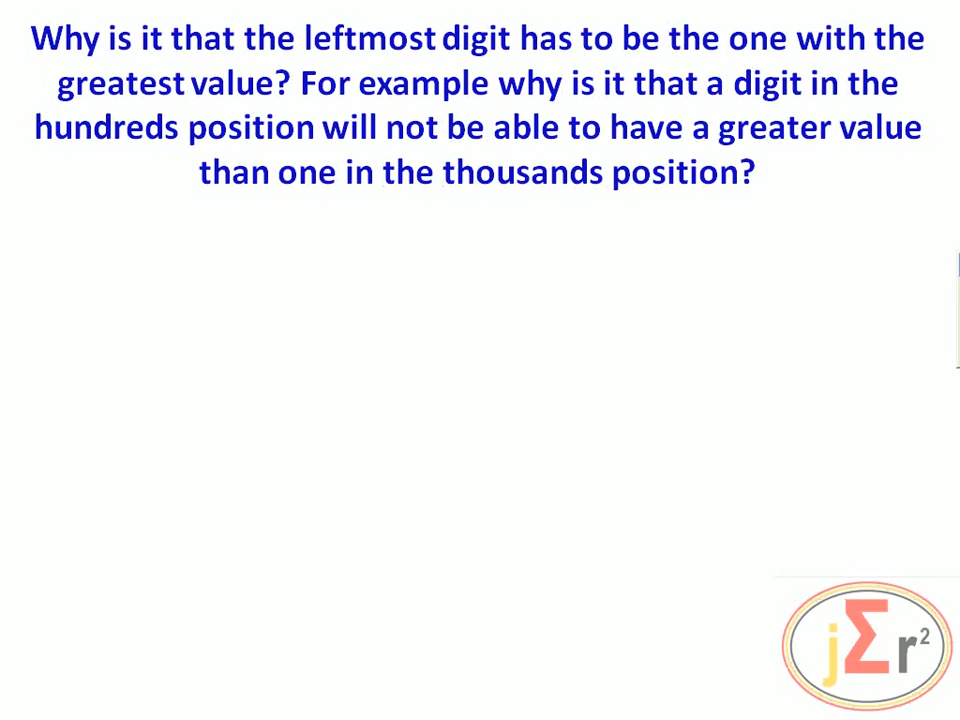 Why is it that the leftmost digit has to be the one with the
greatest value? For example why is it that a digit in the
hundreds position will not be able to have a greater value
than one in the thousands position?
jΣr²